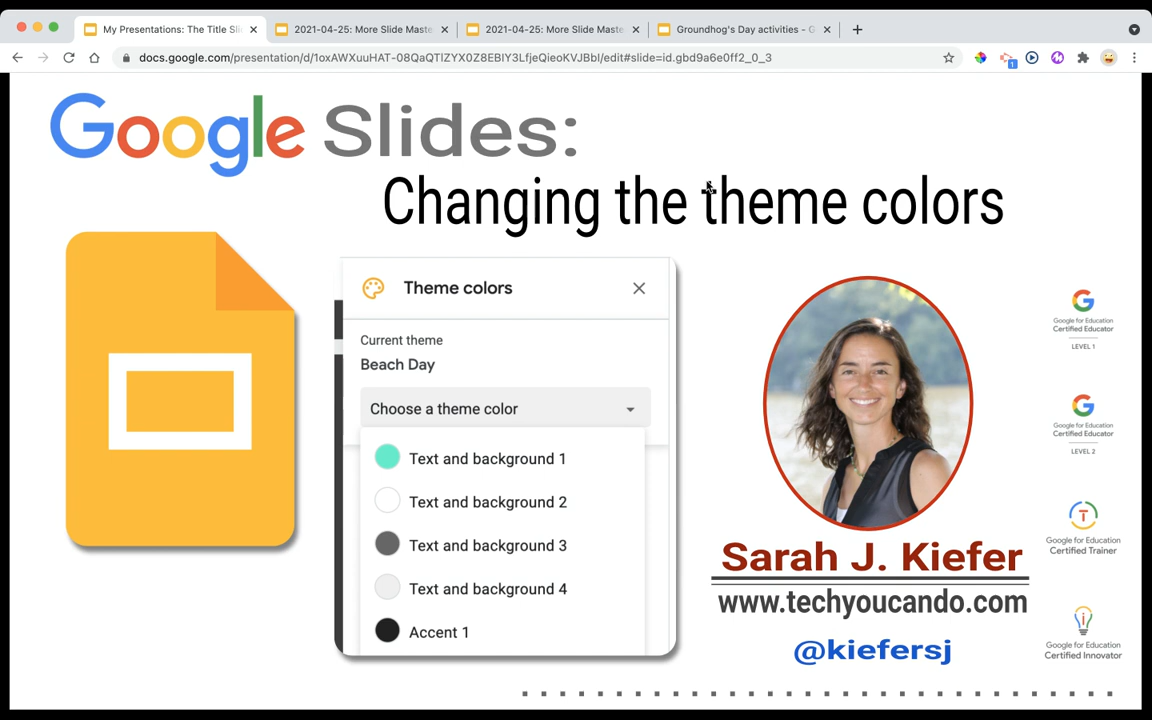 My Presentations: The Title Sli
2021-04-25: More Slide Maste
2021-04-25: More Slide Maste
Groundhog's Day activities - G
docs.google.com/presentation/d/1oxAWXuuHAT-08QaQTlZYX0Z8EBlY3LfjeQieoKVJBbI/edit#slide=id.gbd9a6e0ff2_0_3
1
Google Slides:
Changing the theme colors
Theme colors
Current theme
Beach Day
Choose a theme color
Text and background 1
Text and background 2
Text and background 3
Text and background 4
Accent 1
Sarah J. Kiefer
www.techyoucando.com
@kiefersj
Google for Education
Certified Educator
LEVEL 1
Google for Education
Certified Educator
LEVEL 2
Google for Education
Certified Trainer
Google for Education
Certified Innovator